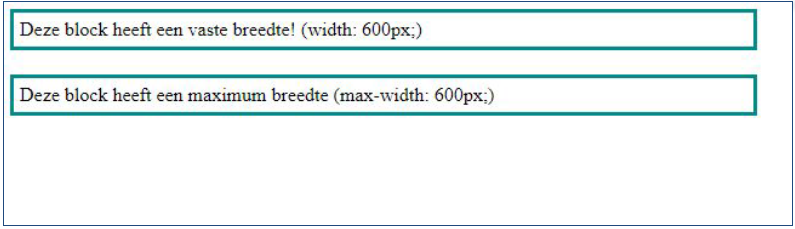 Deze block heeft een vaste breedte! (width: 600px;)
Deze block heeft een maximum breedte (max-width: 600px;)